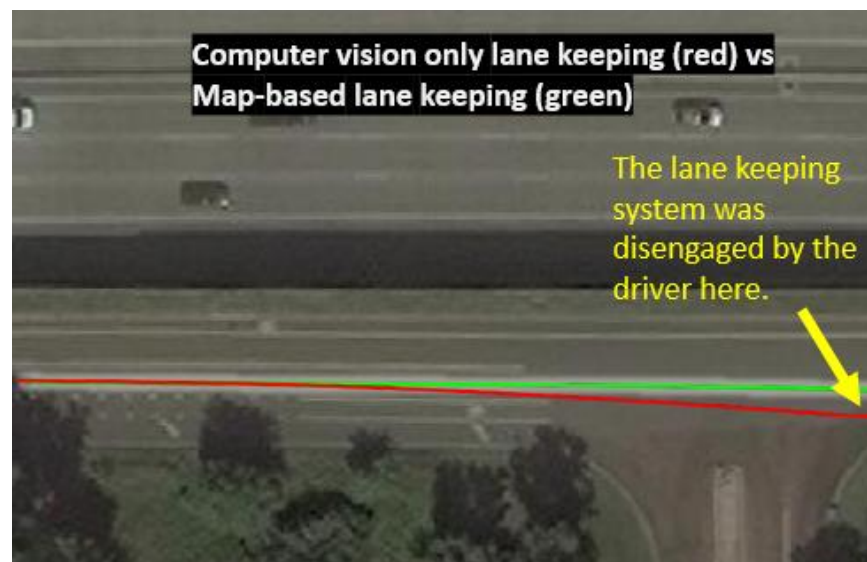 Computer vision only lane keeping (red) vs
Map-based lane keeping (green)
The lane keeping
system was
disengaged by the
driver here.